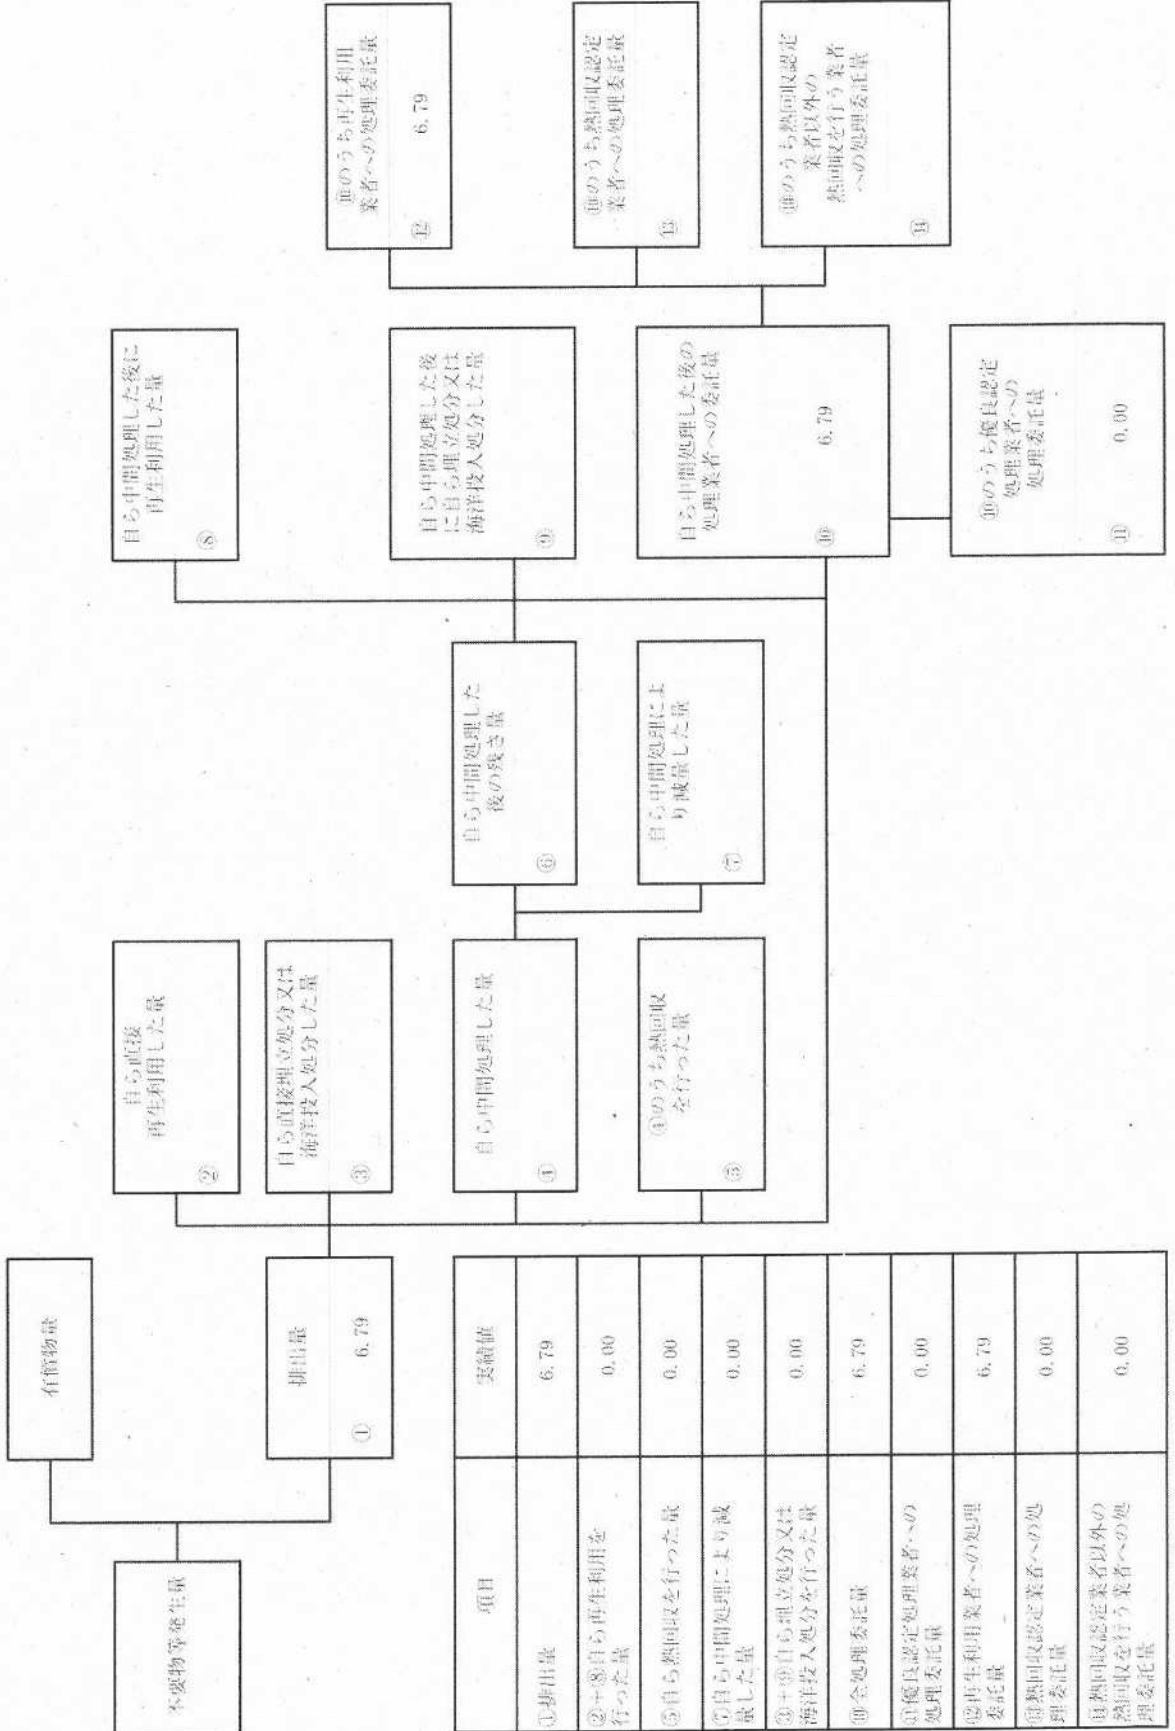 不要物等発生量
有償物量
排出量
① 6.79
自ら直接
再生利用した量
②
自ら直接埋立処分又は
海洋投入処分した量
③
自ら中間処理した量
④
④のうち熱回収
を行った量
⑤
自ら中間処理した
後の残さ量
⑥
自ら中間処理によ
り減量した量
⑦
自ら中間処理した後に
再生利用した量
⑧
自ら中間処理した後
に自ら埋立処分又は
海洋投入処分した量
⑨
自ら中間処理した後の
処理業者への委託量
⑩ 6.79
⑩のうち優良認定
処理業者への
処理委託量
⑪ 0.00
⑩のうち再生利用
業者への処理委託量
⑫ 6.79
⑩のうち熱回収認定
業者への処理委託量
⑬
⑩のうち熱回収認定
業者以外の
熱回収を行う業者
への処理委託量
⑭
項目 実績値
①排出量 6.79
②+⑧自ら再生利用を
行った量 0.00
⑤自ら熱回収を行った量 0.00
⑦自ら中間処理により減
量した量 0.00
③+⑨自ら埋立処分又は
海洋投入処分を行った量 0.00
⑩全処理委託量 6.79
⑪優良認定処理業者への
処理委託量 0.00
⑫再生利用業者への処理
委託量 6.79
⑬熱回収認定業者への処
理委託量 0.00
⑭熱回収認定業者以外の
熱回収を行う業者への処
理委託量 0.00